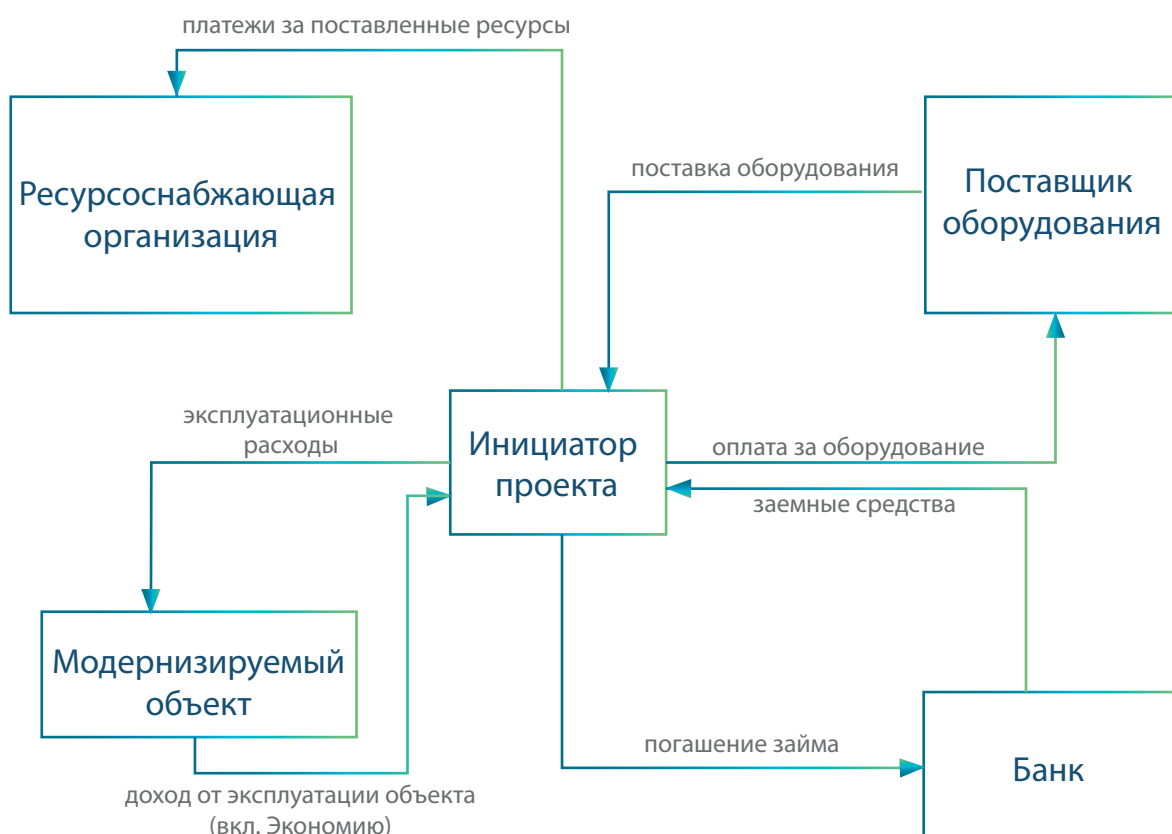 платежи за поставленные ресурсы
Ресурсоснабжающая
организация
поставка оборудования
Поставщик
оборудования
эксплуатационные
расходы
Инициатор
проекта
оплата за оборудование
заемные средства
Модернизируемый
объект
погашение займа
Банк
доход от эксплуатации объекта
(вкл. Экономию)